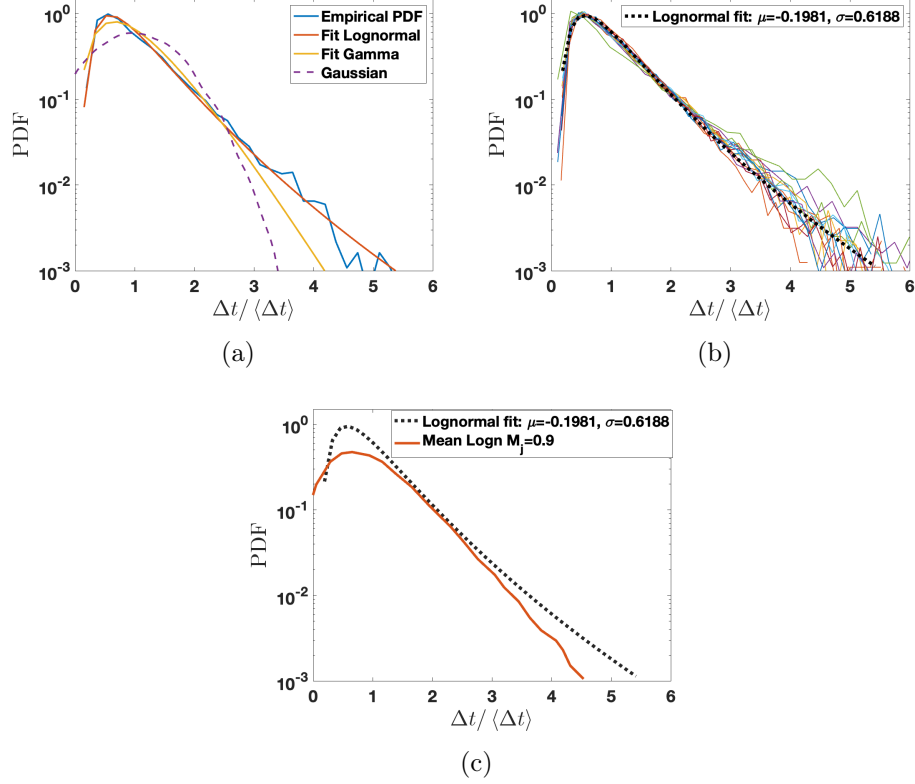 Empirical PDF
Fit Lognormal
Fit Gamma
Gaussian
10^0
10^-1
10^-2
10^-3
PDF
0 1 2 3 4 5 6
Δt/ ⟨Δt⟩
(a)
Lognormal fit: μ=-0.1981, σ=0.6188
10^0
10^-1
10^-2
10^-3
PDF
0 1 2 3 4 5 6
Δt/ ⟨Δt⟩
(b)
Lognormal fit: μ=-0.1981, σ=0.6188
Mean Logn M_j=0.9
10^0
10^-1
10^-2
10^-3
PDF
0 1 2 3 4 5 6
Δt/ ⟨Δt⟩
(c)